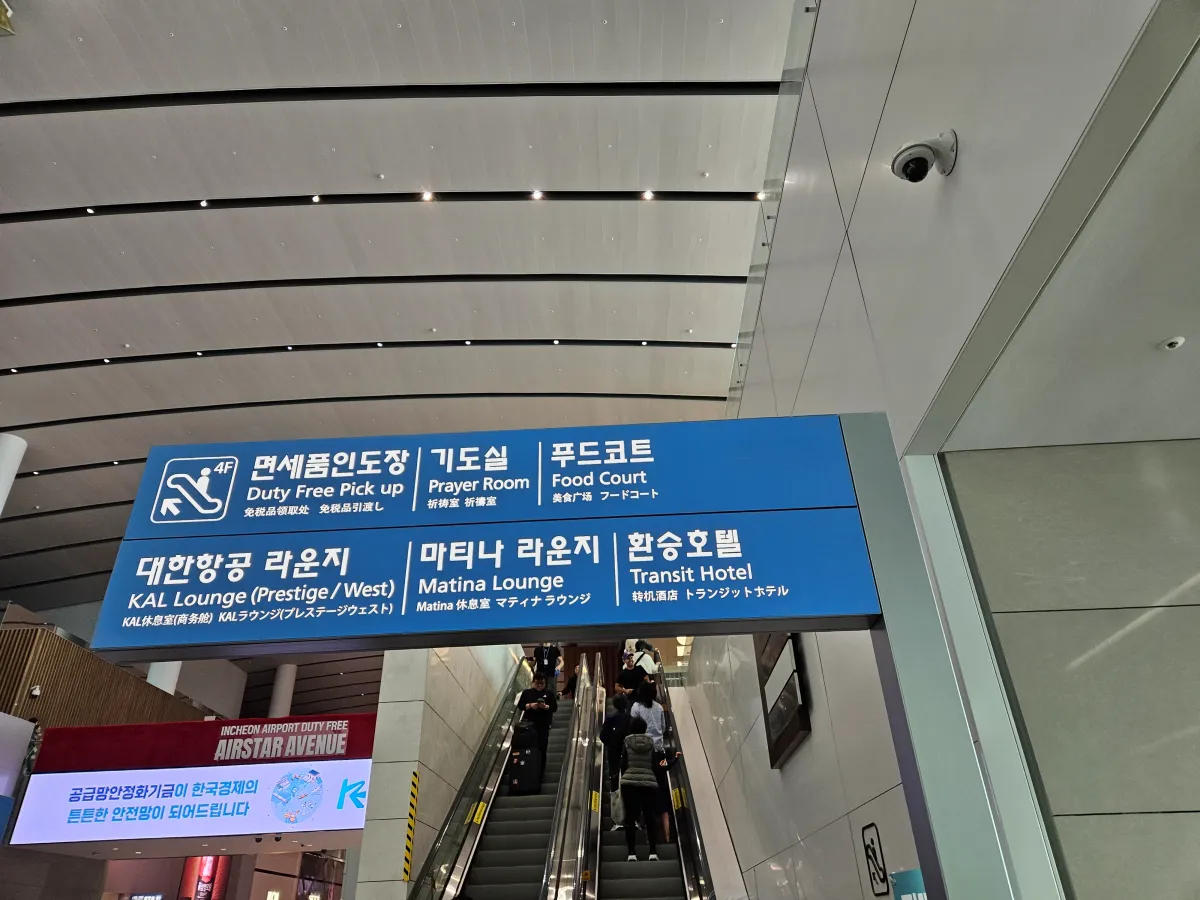 4F
면세품인도장
Duty Free Pick up
免税品领取处 免税品引渡し
기도실
Prayer Room
祈祷室 祈禱室
푸드코트
Food Court
美食广场 フードコート
대한항공 라운지
KAL Lounge (Prestige / West)
KAL休息室(商务舱) KALラウンジ(プレステージウェスト)
마티나 라운지
Matina Lounge
Matina 休息室 マティナ ラウンジ
환승호텔
Transit Hotel
转机酒店 トランジットホテル
INCHEON AIRPORT DUTY FREE
AIRSTAR AVENUE
공급망안정화기금이 한국경제의
튼튼한 안전망이 되어드립니다